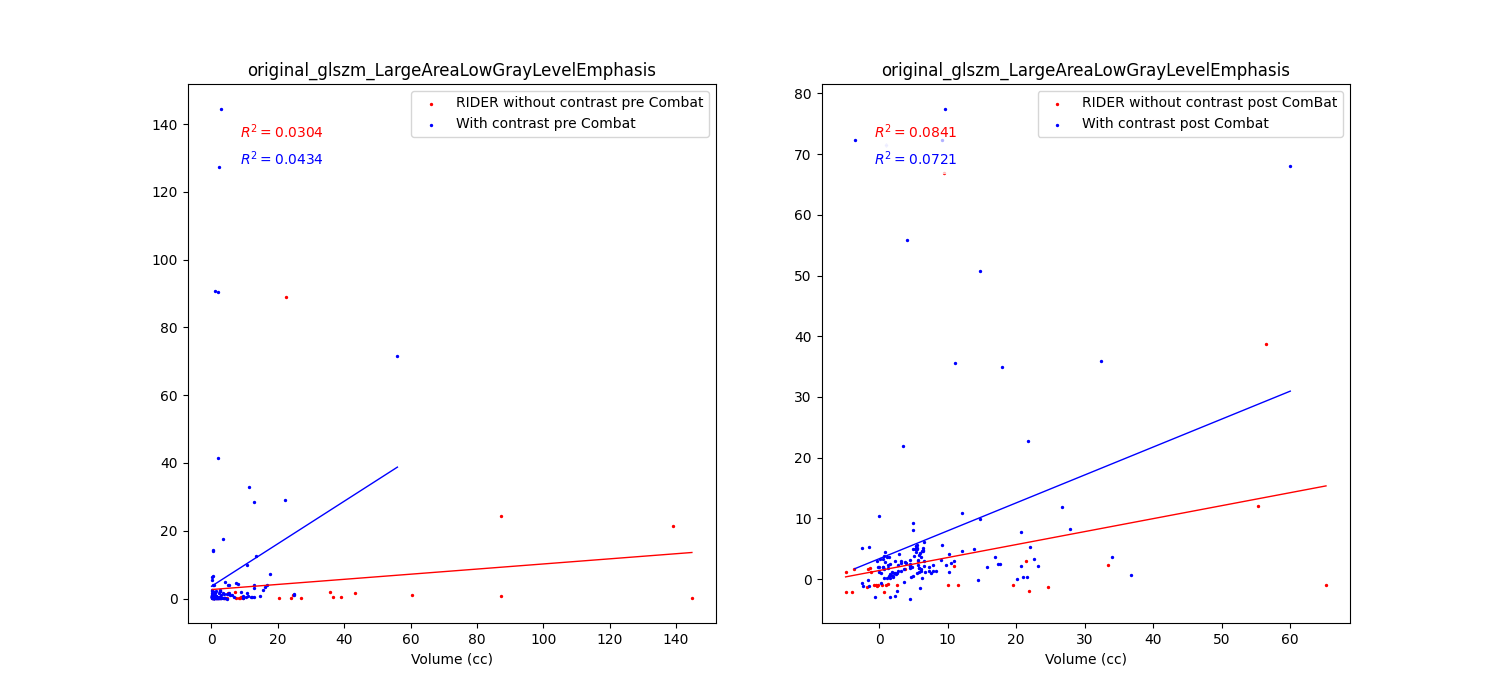 original_glszm_LargeAreaLowGrayLevelEmphasis
RIDER without contrast pre Combat
With contrast pre Combat
R² = 0.0304
R² = 0.0434
140
120
100
80
60
40
20
0
0 20 40 60 80 100 120 140
Volume (cc)
original_glszm_LargeAreaLowGrayLevelEmphasis
RIDER without contrast post ComBat
With contrast post Combat
R² = 0.0841
R² = 0.0721
80
70
60
50
40
30
20
10
0
0 10 20 30 40 50 60
Volume (cc)